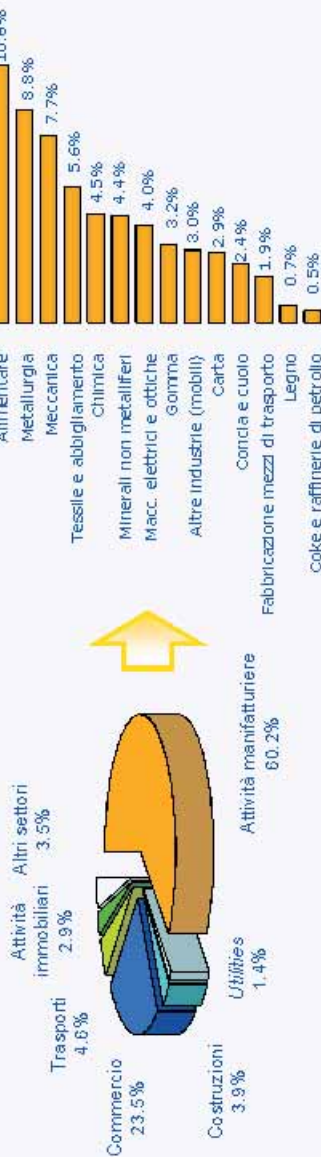 Commercio
23.5%
Trasporti
4.6%
Attività
immobiliari
2.9%
Altri settori
3.5%
Attività manifatturiere
60.2%
Utilities
1.4%
Costruzioni
3.9%
Alimentare 10.6%
Metallurgia 8.8%
Meccanica 7.7%
Tessile e abbigliamento 5.6%
Chimica 4.5%
Minerali non metalliferi 4.4%
Macc. elettrici e ottiche 4.0%
Gomma 3.2%
Altre industrie (mobili) 3.0%
Carta 2.9%
Concia e cuoio 2.4%
Fabbricazione mezzi di trasporto 1.9%
Legno 0.7%
Coke e raffinerie di petrolio 0.5%